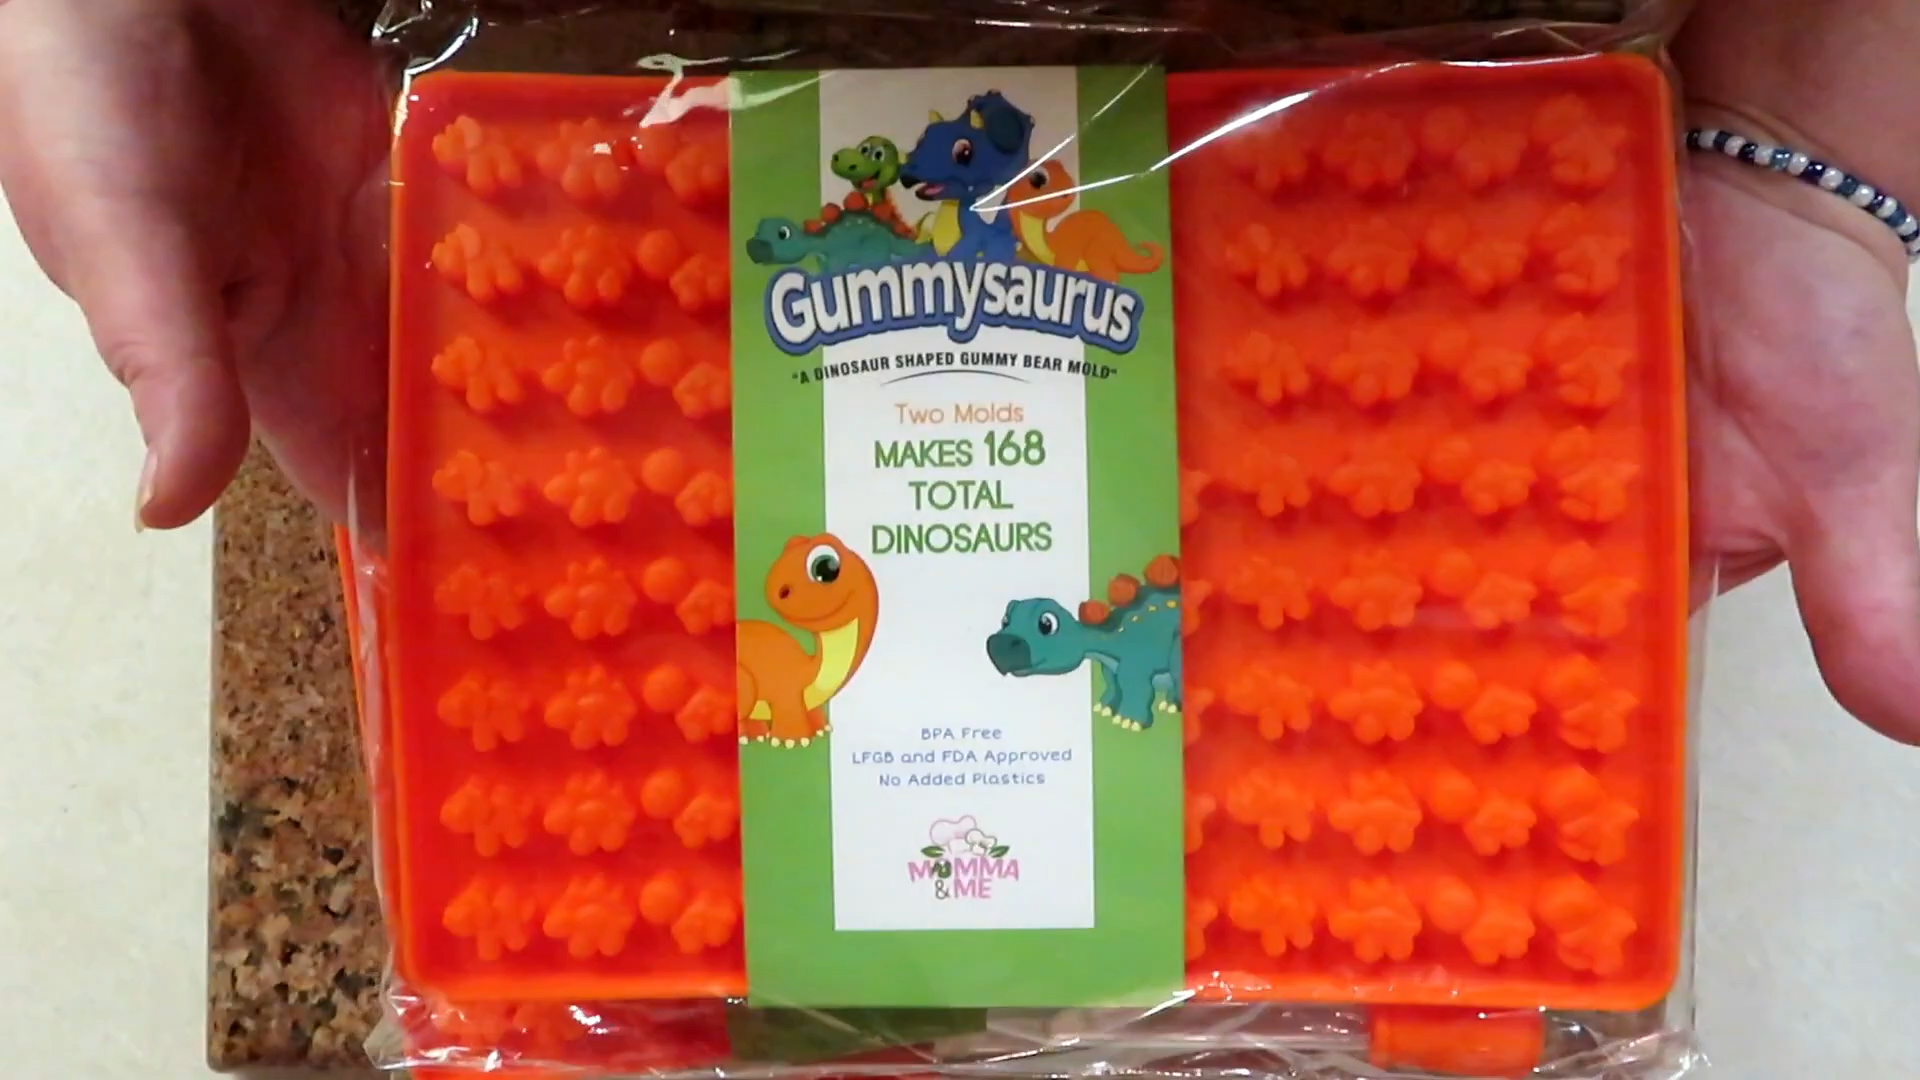 Gummysaurus
"A DINOSAUR SHAPED GUMMY BEAR MOLD"
Two Molds
MAKES 168
TOTAL
DINOSAURS
BPA Free
LFGB and FDA Approved
No Added Plastics
MOMMA
&ME